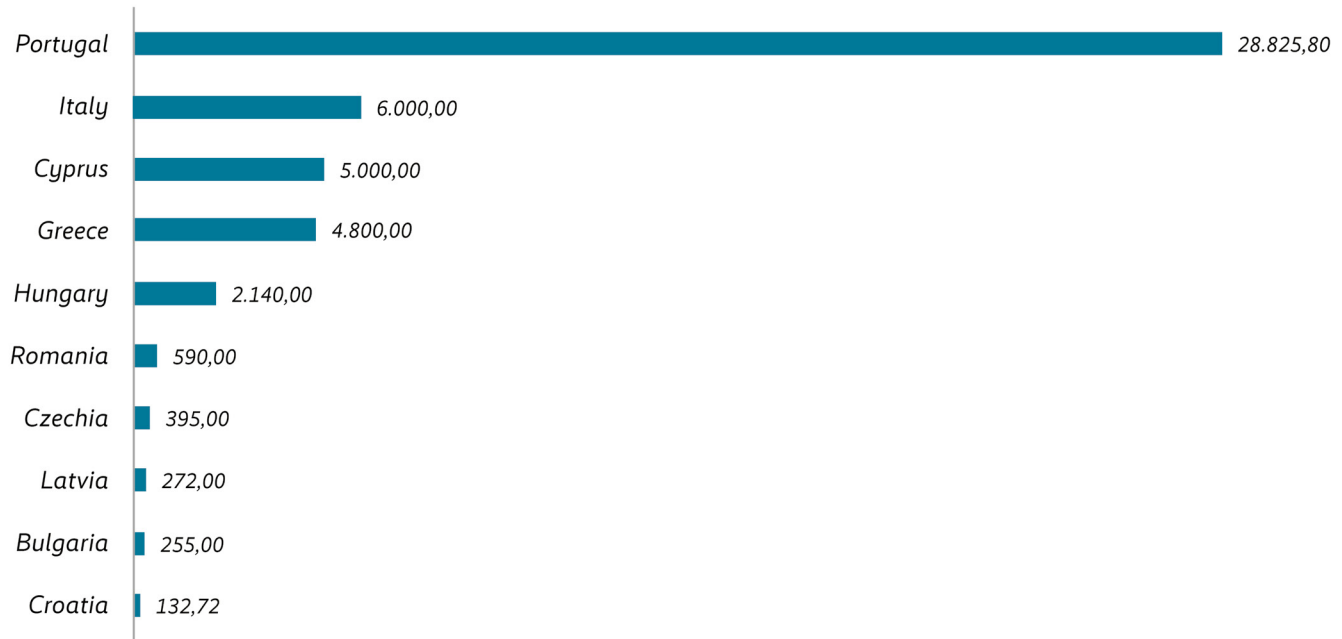 Portugal 28.825,80
Italy 6.000,00
Cyprus 5.000,00
Greece 4.800,00
Hungary 2.140,00
Romania 590,00
Czechia 395,00
Latvia 272,00
Bulgaria 255,00
Croatia 132,72